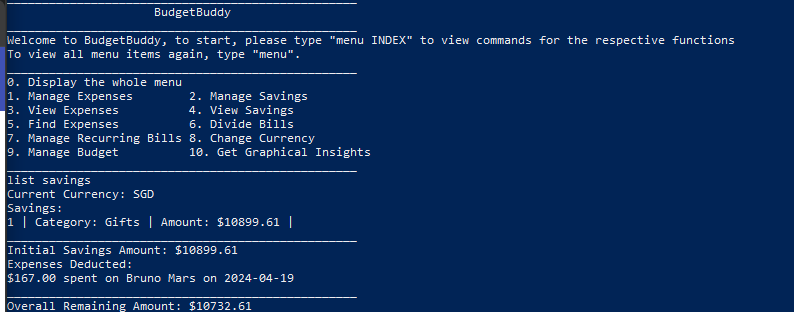 BudgetBuddy
Welcome to BudgetBuddy, to start, please type "menu INDEX" to view commands for the respective functions
To view all menu items again, type "menu".
0. Display the whole menu
1. Manage Expenses 2. Manage Savings
3. View Expenses 4. View Savings
5. Find Expenses 6. Divide Bills
7. Manage Recurring Bills 8. Change Currency
9. Manage Budget 10. Get Graphical Insights
list savings
Current Currency: SGD
Savings:
1 | Category: Gifts | Amount: $10899.61 |
Initial Savings Amount: $10899.61
Expenses Deducted:
$167.00 spent on Bruno Mars on 2024-04-19
Overall Remaining Amount: $10732.61